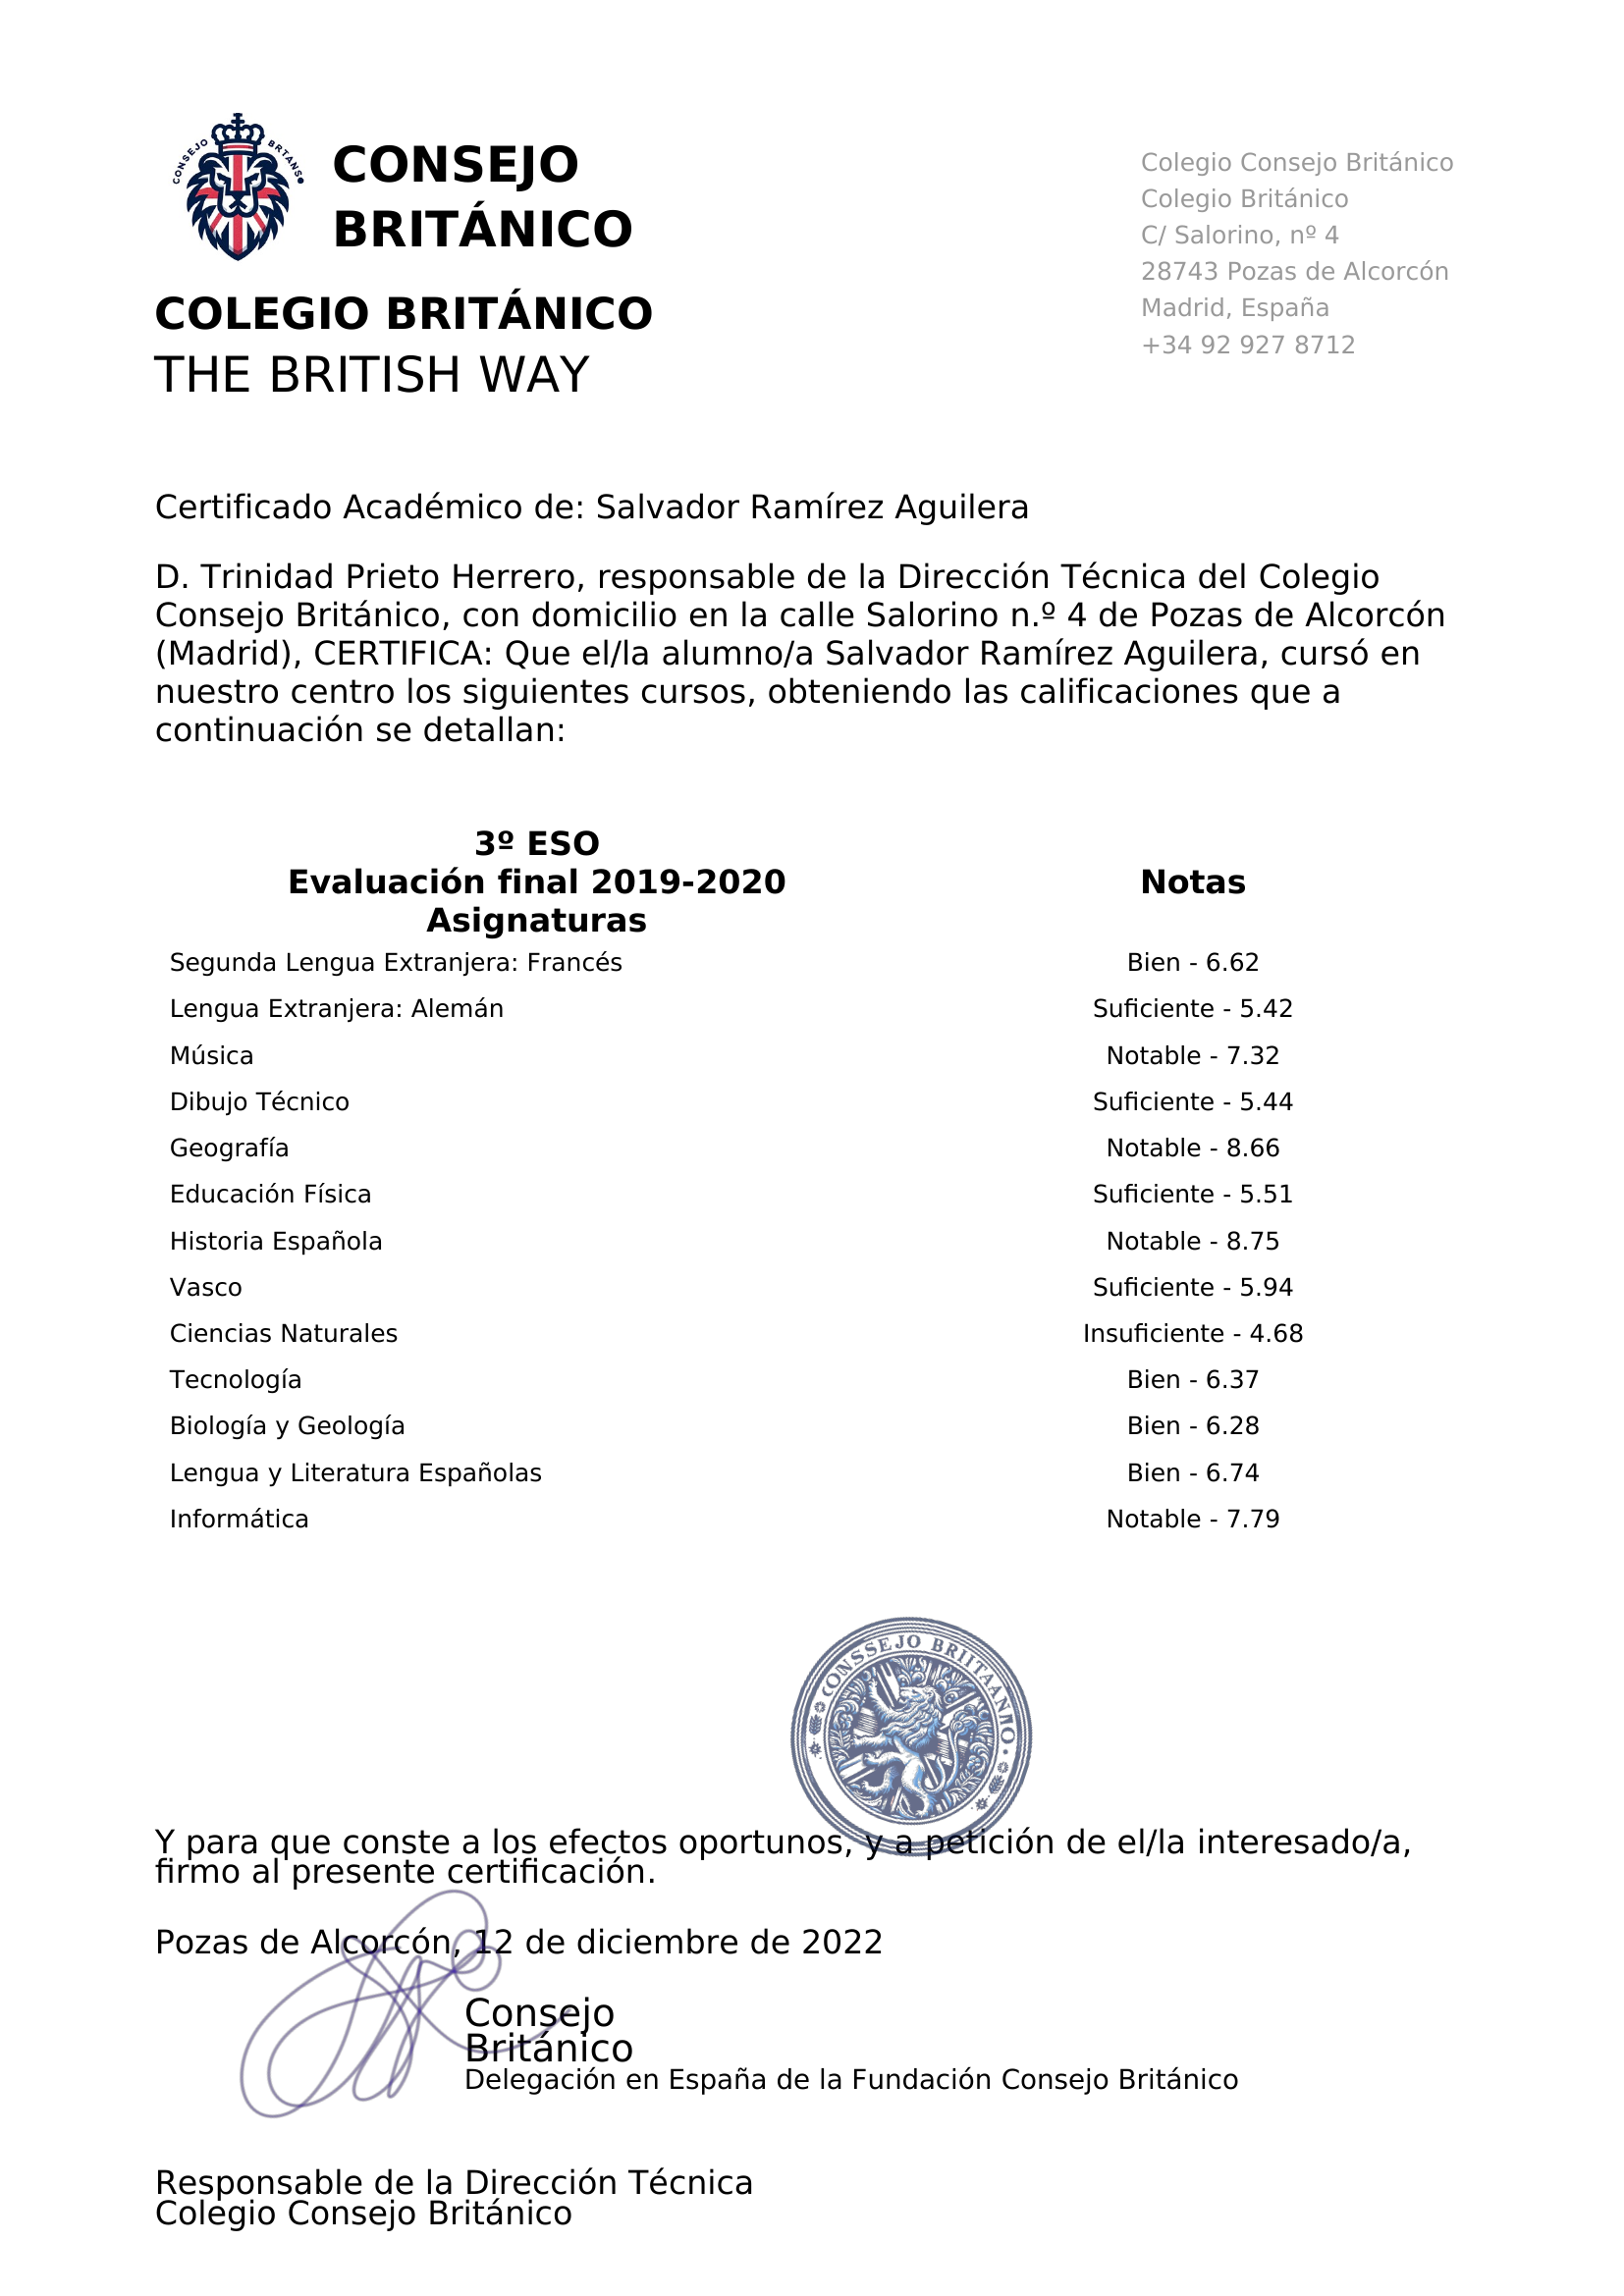 CONSEJO BRTANS
CONSEJO
BRITÁNICO
COLEGIO BRITÁNICO
THE BRITISH WAY
Colegio Consejo Británico
Colegio Británico
C/ Salorino, nº 4
28743 Pozas de Alcorcón
Madrid, España
+34 92 927 8712
Certificado Académico de: Salvador Ramírez Aguilera
D. Trinidad Prieto Herrero, responsable de la Dirección Técnica del Colegio
Consejo Británico, con domicilio en la calle Salorino n.º 4 de Pozas de Alcorcón
(Madrid), CERTIFICA: Que el/la alumno/a Salvador Ramírez Aguilera, cursó en
nuestro centro los siguientes cursos, obteniendo las calificaciones que a
continuación se detallan:
3º ESO
Evaluación final 2019-2020 Notas
Asignaturas
Segunda Lengua Extranjera: Francés Bien - 6.62
Lengua Extranjera: Alemán Suficiente - 5.42
Música Notable - 7.32
Dibujo Técnico Suficiente - 5.44
Geografía Notable - 8.66
Educación Física Suficiente - 5.51
Historia Española Notable - 8.75
Vasco Suficiente - 5.94
Ciencias Naturales Insuficiente - 4.68
Tecnología Bien - 6.37
Biología y Geología Bien - 6.28
Lengua y Literatura Españolas Bien - 6.74
Informática Notable - 7.79
CONSSEJO BRIITAANIO
Y para que conste a los efectos oportunos, y a petición de el/la interesado/a,
firmo al presente certificación.
Pozas de Alcorcón, 12 de diciembre de 2022
Consejo
Británico
Delegación en España de la Fundación Consejo Británico
Responsable de la Dirección Técnica
Colegio Consejo Británico